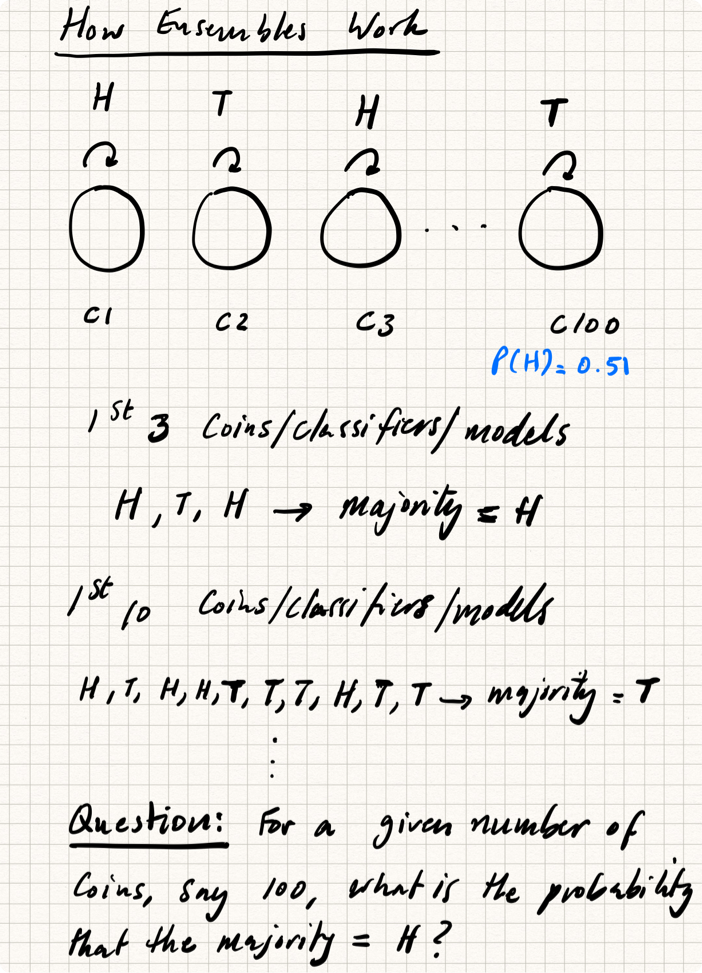 How Ensembles Work
H T H T
C1 C2 C3 . . . C100
P(H)= 0.51
1st 3 Coins/classifiers/models
H, T, H → majority = H
1st 10 Coins/classifiers/models
H, T, H, H, T, T, T, H, T, T → majority = T
Question: For a given number of
Coins, say 100, what is the probability
that the majority = H?